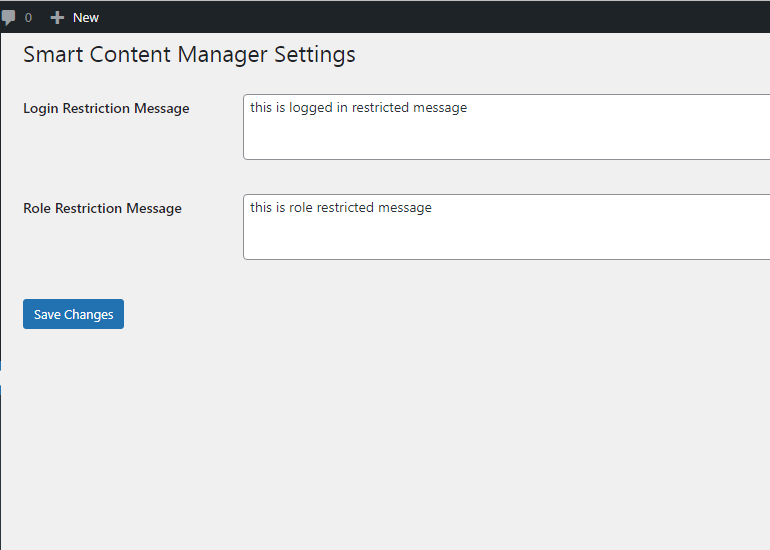 0 New
Smart Content Manager Settings
Login Restriction Message
this is logged in restricted message
Role Restriction Message
this is role restricted message
Save Changes